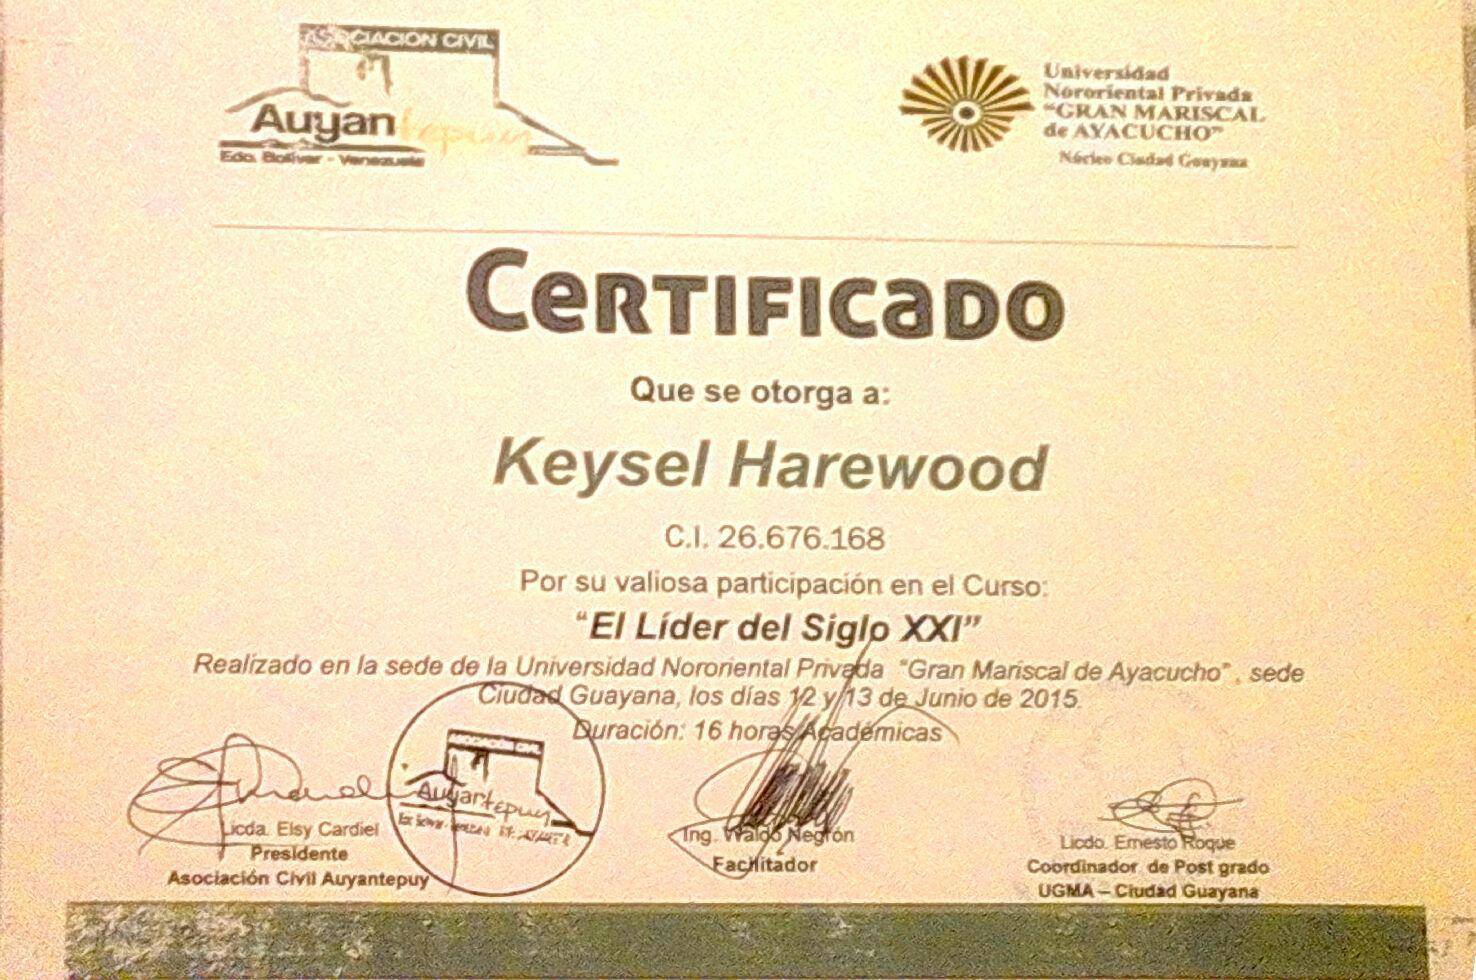 ASOCIACION CIVIL
Auyantepuy
Edo. Bolívar - Venezuela
Universidad
Nororiental Privada
"GRAN MARISCAL
de AYACUCHO"
Núcleo Ciudad Guayana
CERTIFICADO
Que se otorga a:
Keysel Harewood
C.I. 26.676.168
Por su valiosa participación en el Curso:
"El Líder del Siglo XXI"
Realizado en la sede de la Universidad Nororiental Privada "Gran Mariscal de Ayacucho", sede
Ciudad Guayana, los días 12 y 13 de Junio de 2015.
Duración: 16 horas Académicas
Auyantepuy
Licda. Elsy Cardiel
Presidente
Asociación Civil Auyantepuy
Ing. Waldo Negrón
Facilitador
Licdo. Ernesto Roque
Coordinador de Post grado
UGMA – Ciudad Guayana